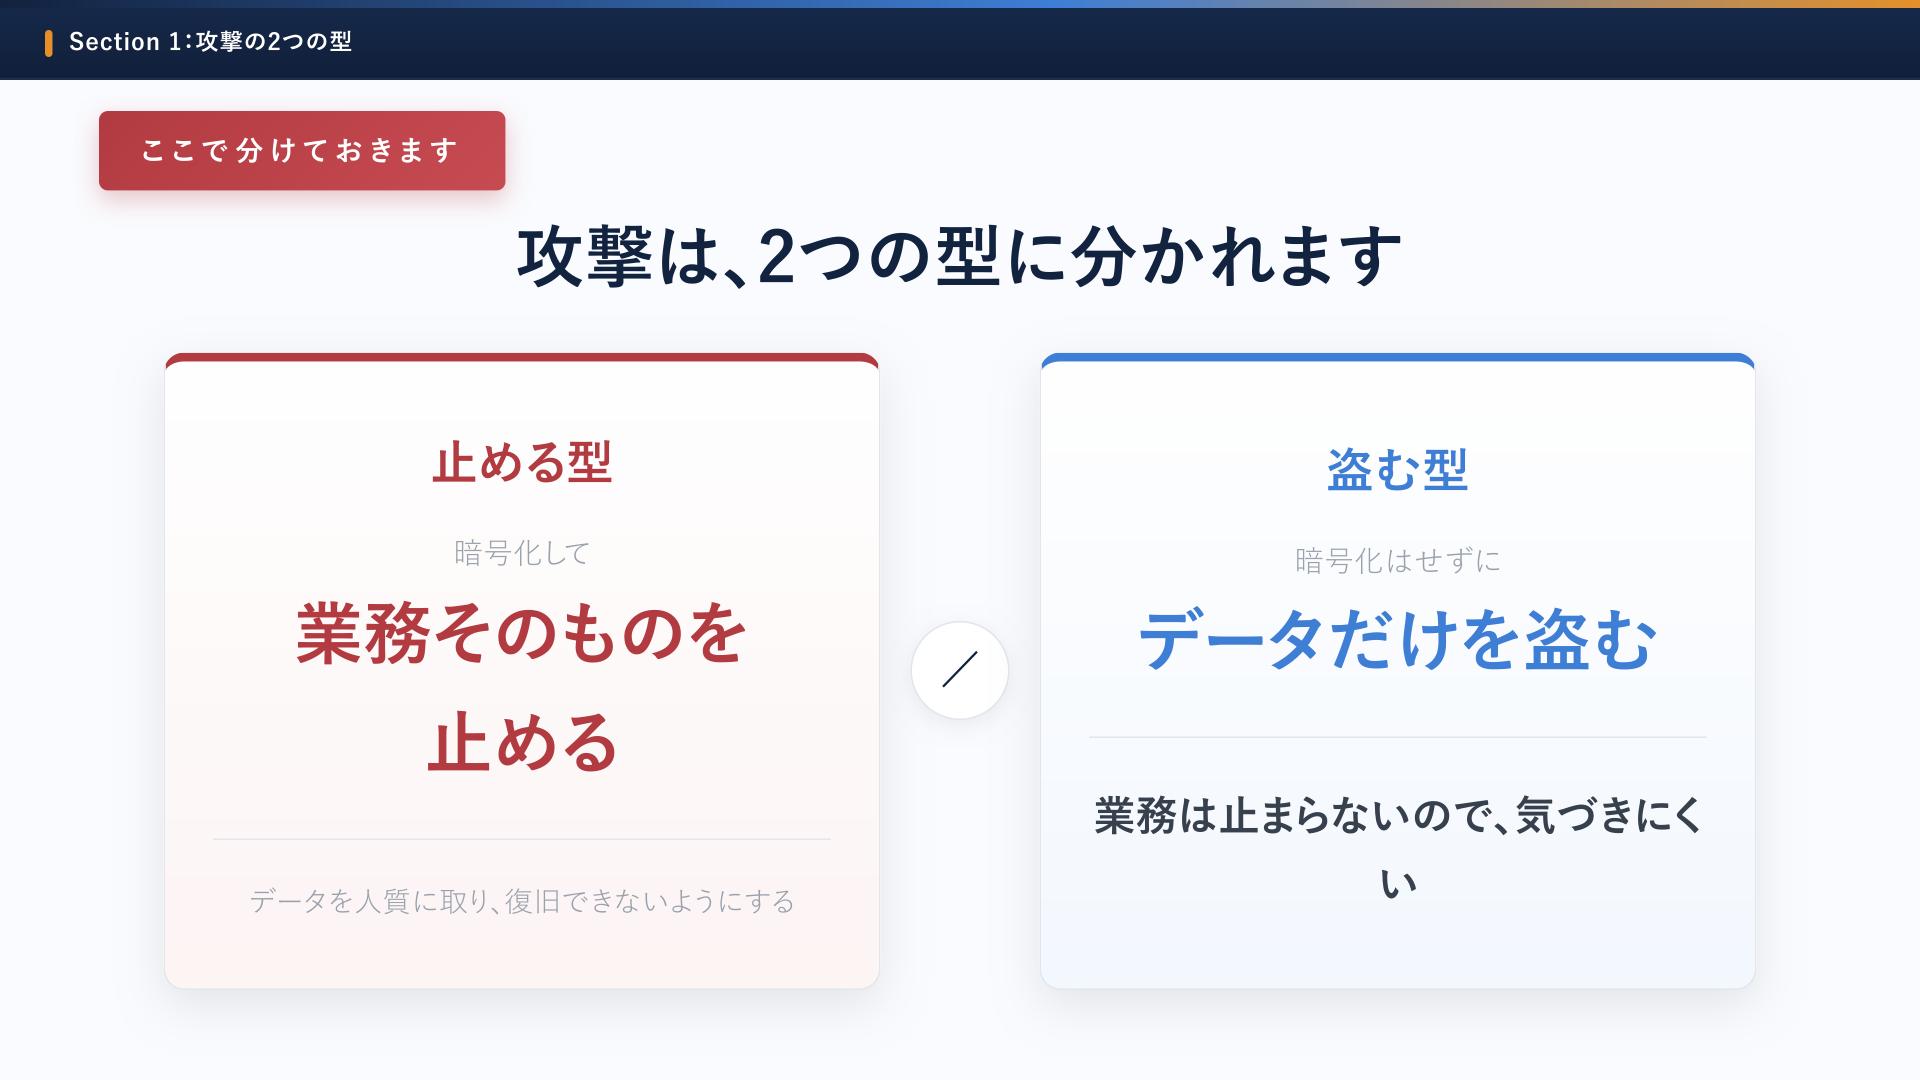 Section 1：攻撃の2つの型
ここで分けておきます
攻撃は、2つの型に分かれます
止める型
暗号化して
業務そのものを
止める
データを人質に取り、復旧できないようにする
／
盗む型
暗号化はせずに
データだけを盗む
業務は止まらないので、気づきにく
い